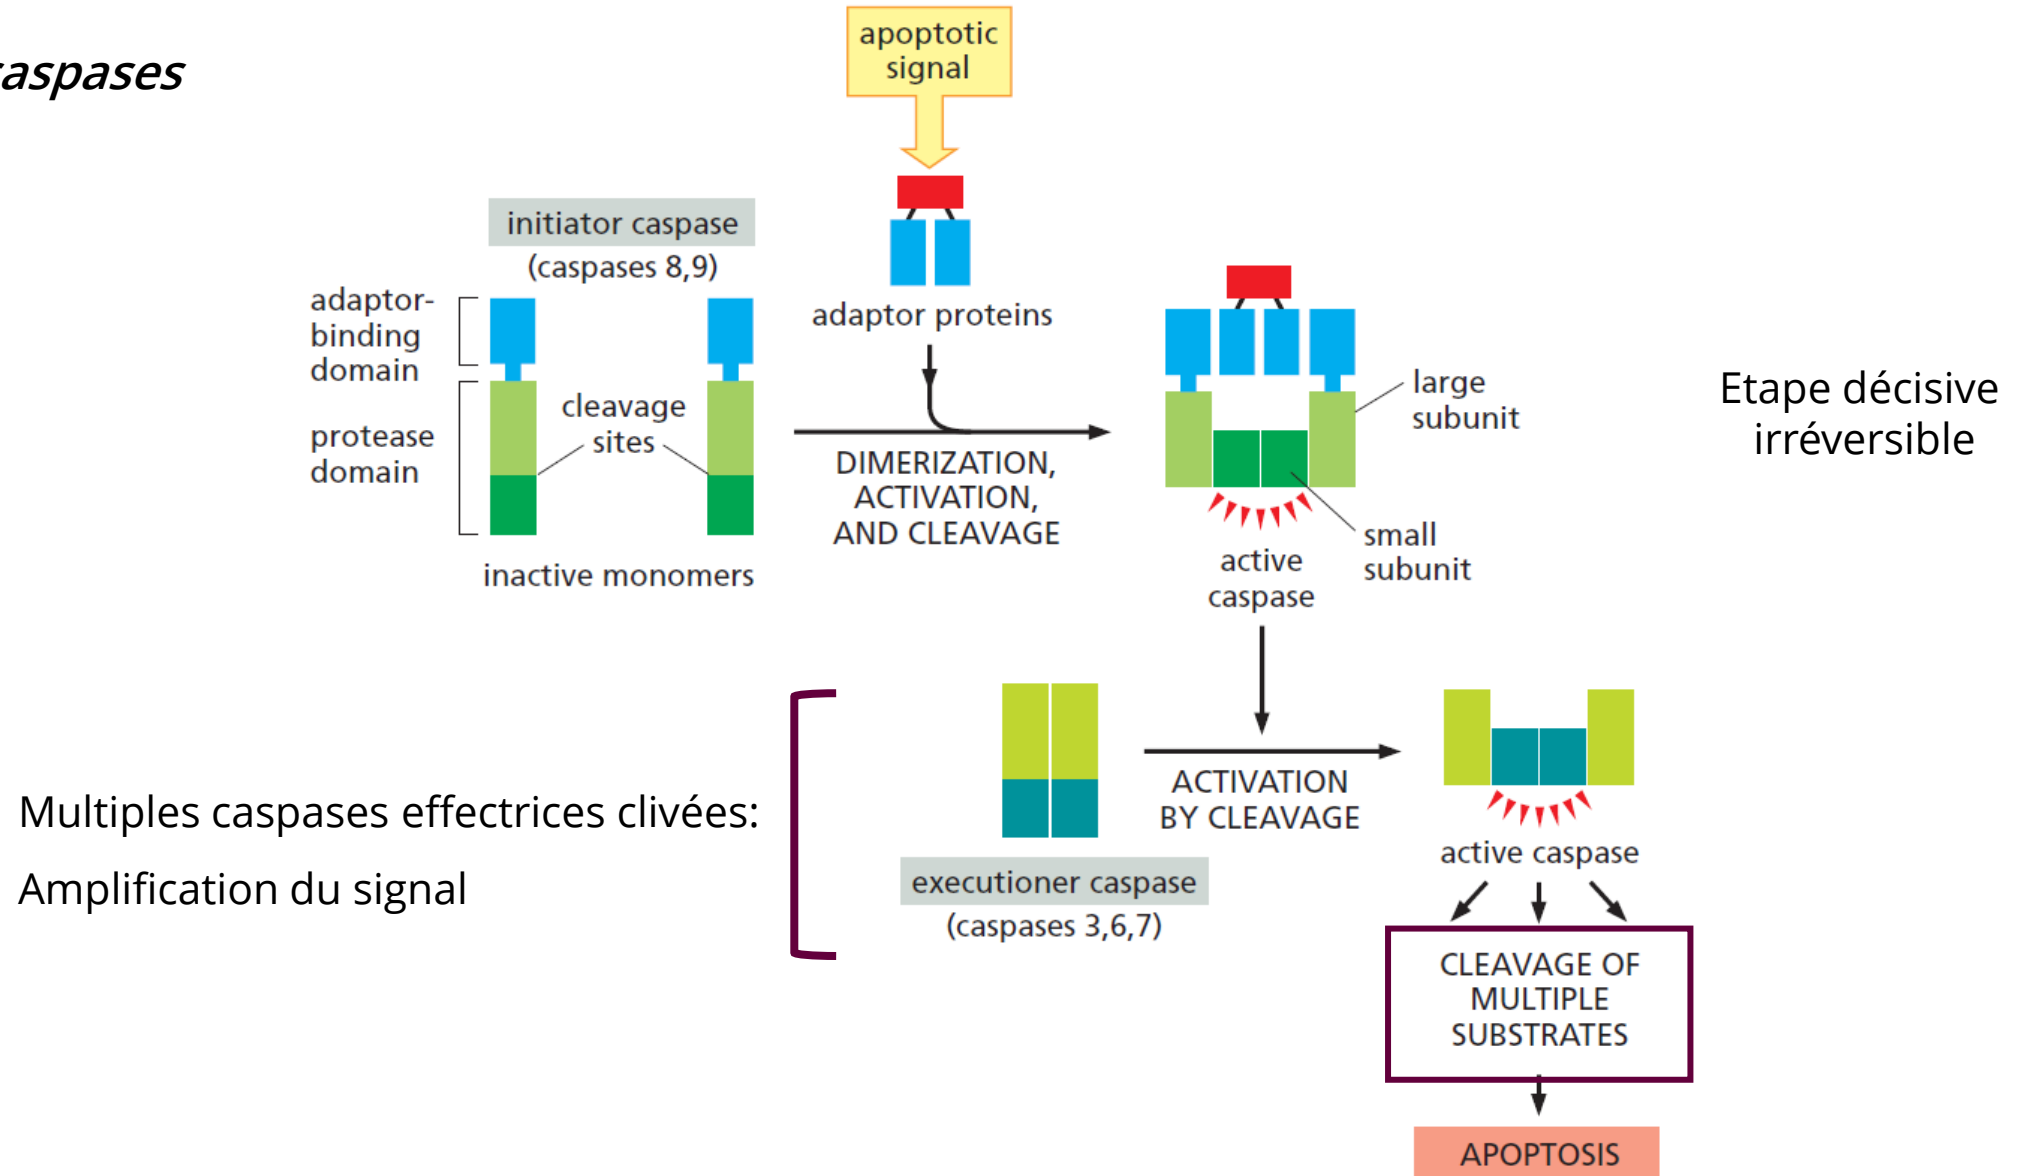 caspases
apoptotic
signal
initiator caspase
(caspases 8,9)
adaptor-
binding
domain
protease
domain
cleavage
sites
inactive monomers
adaptor proteins
DIMERIZATION,
ACTIVATION,
AND CLEAVAGE
large
subunit
small
subunit
active
caspase
Etape décisive
irréversible
Multiples caspases effectrices clivées:
Amplification du signal
executioner caspase
(caspases 3,6,7)
ACTIVATION
BY CLEAVAGE
active caspase
CLEAVAGE OF
MULTIPLE
SUBSTRATES
APOPTOSIS